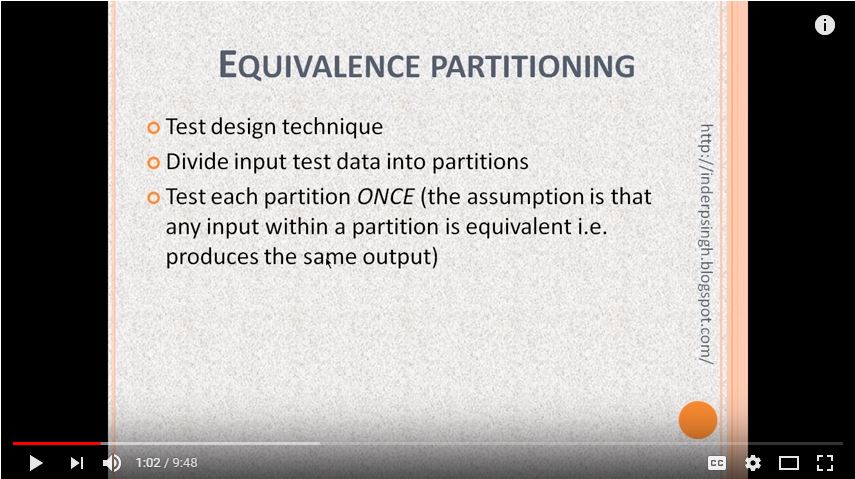 EQUIVALENCE PARTITIONING
Test design technique
Divide input test data into partitions
Test each partition ONCE (the assumption is that
any input within a partition is equivalent i.e.
produces the same output)
http://inderpsingh.blogspot.com/
1:02 / 9:48
CC